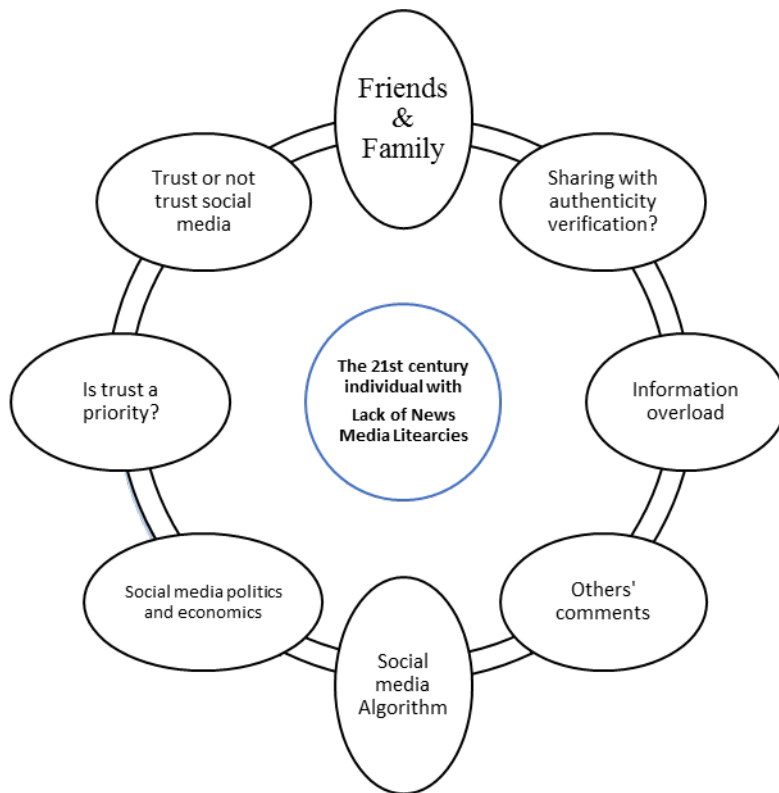 Friends
&
Family
Sharing with
authenticity
verification?
Information
overload
Others'
comments
Social
media
Algorithm
Social media politics
and economics
Is trust a
priority?
Trust or not
trust social
media
The 21st century
individual with
Lack of News
Media Litearcies